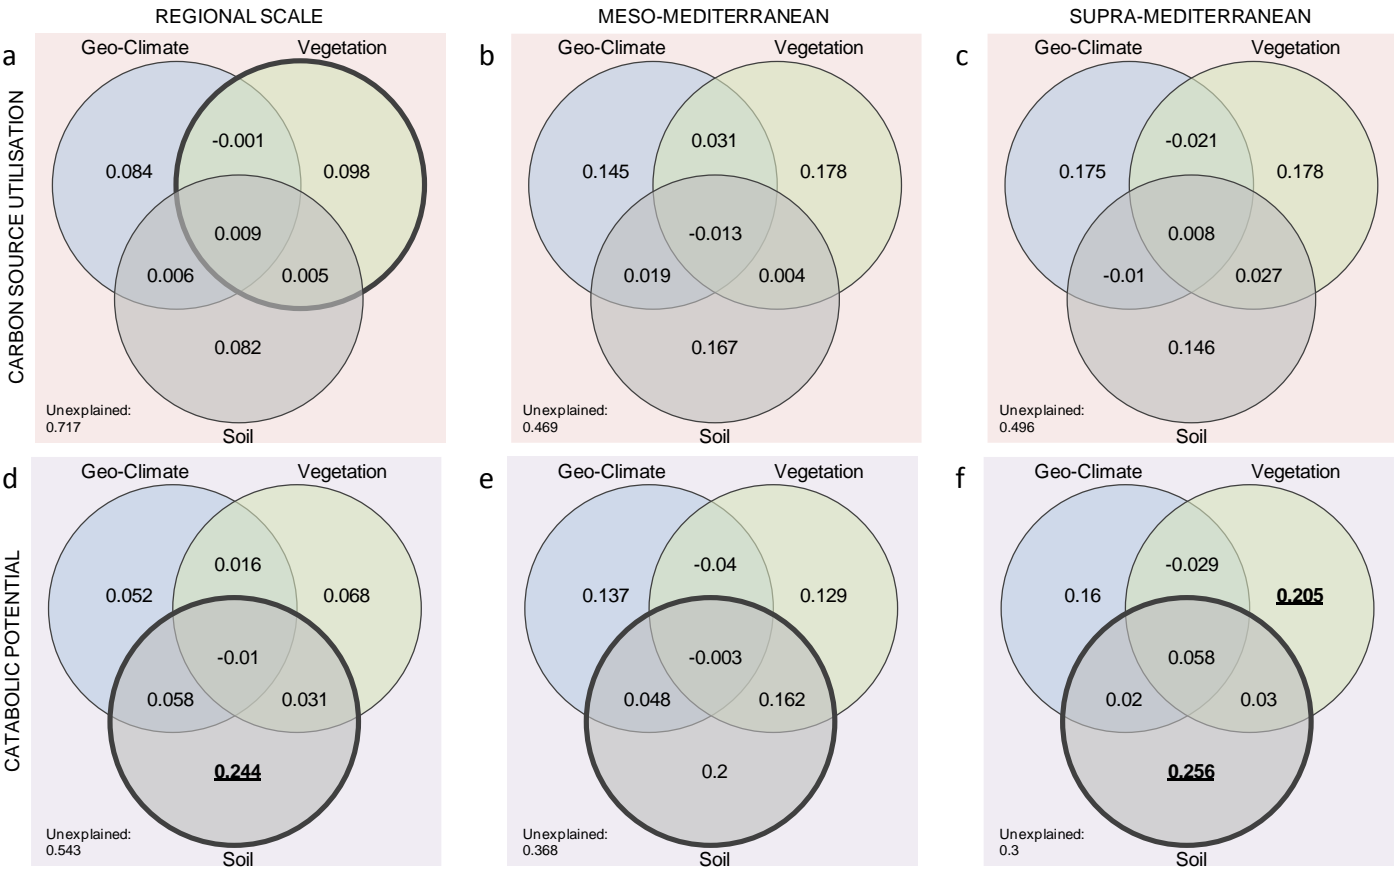 REGIONAL SCALE
MESO-MEDITERRANEAN
SUPRA-MEDITERRANEAN
CARBON SOURCE UTILISATION
a
Geo-Climate
Vegetation
-0.001
0.084
0.098
0.009
0.006
0.005
0.082
Unexplained:
0.717
Soil
b
Geo-Climate
Vegetation
0.031
0.145
0.178
-0.013
0.019
0.004
0.167
Unexplained:
0.469
Soil
c
Geo-Climate
Vegetation
-0.021
0.175
0.178
0.008
-0.01
0.027
0.146
Unexplained:
0.496
Soil
CATABOLIC POTENTIAL
d
Geo-Climate
Vegetation
0.016
0.052
0.068
-0.01
0.058
0.031
0.244
Unexplained:
0.543
Soil
e
Geo-Climate
Vegetation
-0.04
0.137
0.129
-0.003
0.048
0.162
0.2
Unexplained:
0.368
Soil
f
Geo-Climate
Vegetation
-0.029
0.16
0.205
0.058
0.02
0.03
0.256
Unexplained:
0.3
Soil